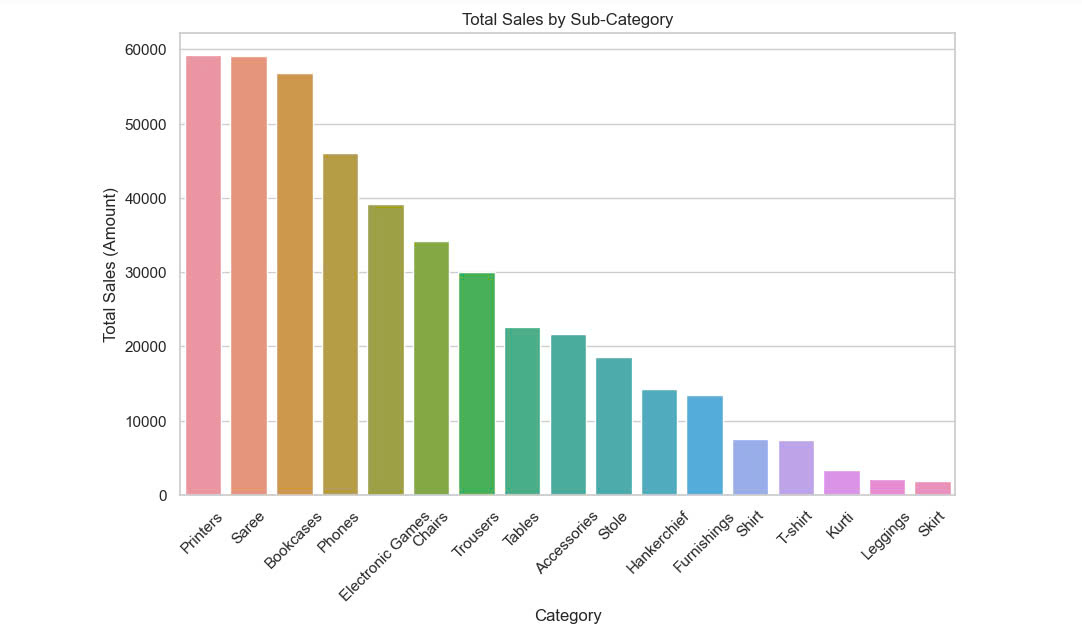 Total Sales by Sub-Category
Total Sales (Amount)
60000
50000
40000
30000
20000
10000
0
Printers
Saree
Bookcases
Phones
Electronic Games
Chairs
Trousers
Tables
Accessories
Stole
Hankerchief
Furnishings
Shirt
T-shirt
Kurti
Leggings
Skirt
Category